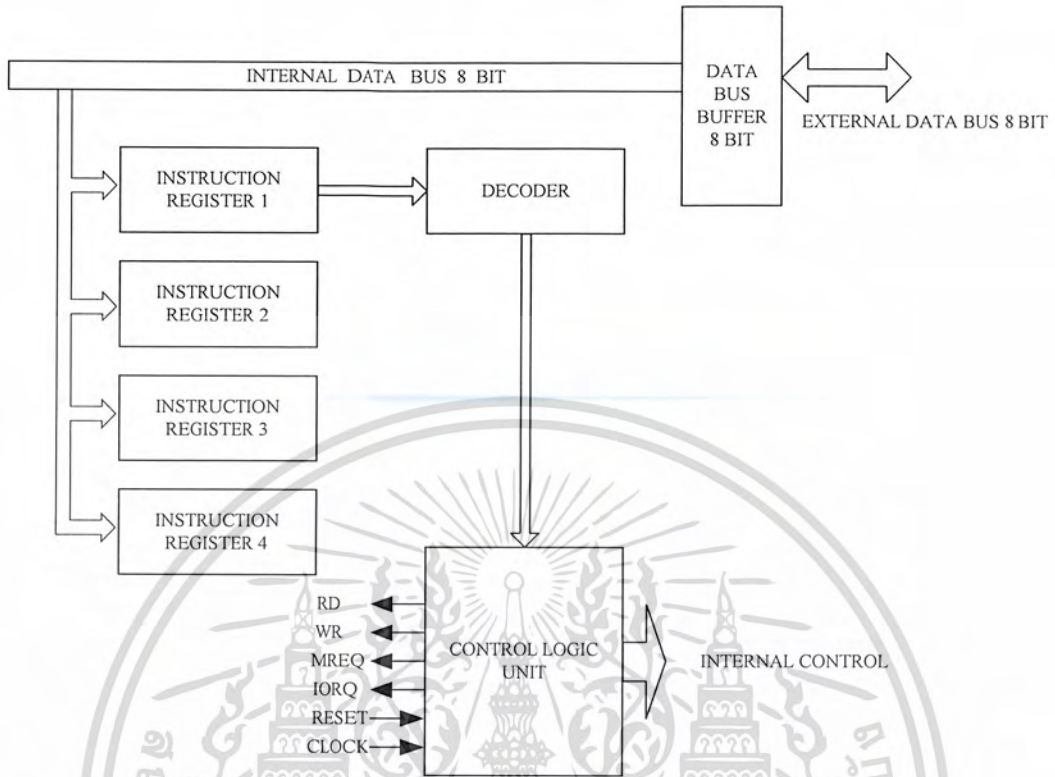 INTERNAL DATA BUS 8 BIT
DATA
BUS
BUFFER
8 BIT
EXTERNAL DATA BUS 8 BIT
INSTRUCTION
REGISTER 1
DECODER
INSTRUCTION
REGISTER 2
INSTRUCTION
REGISTER 3
INSTRUCTION
REGISTER 4
RD
WR
MREQ
IORQ
RESET
CLOCK
CONTROL LOGIC
UNIT
INTERNAL CONTROL